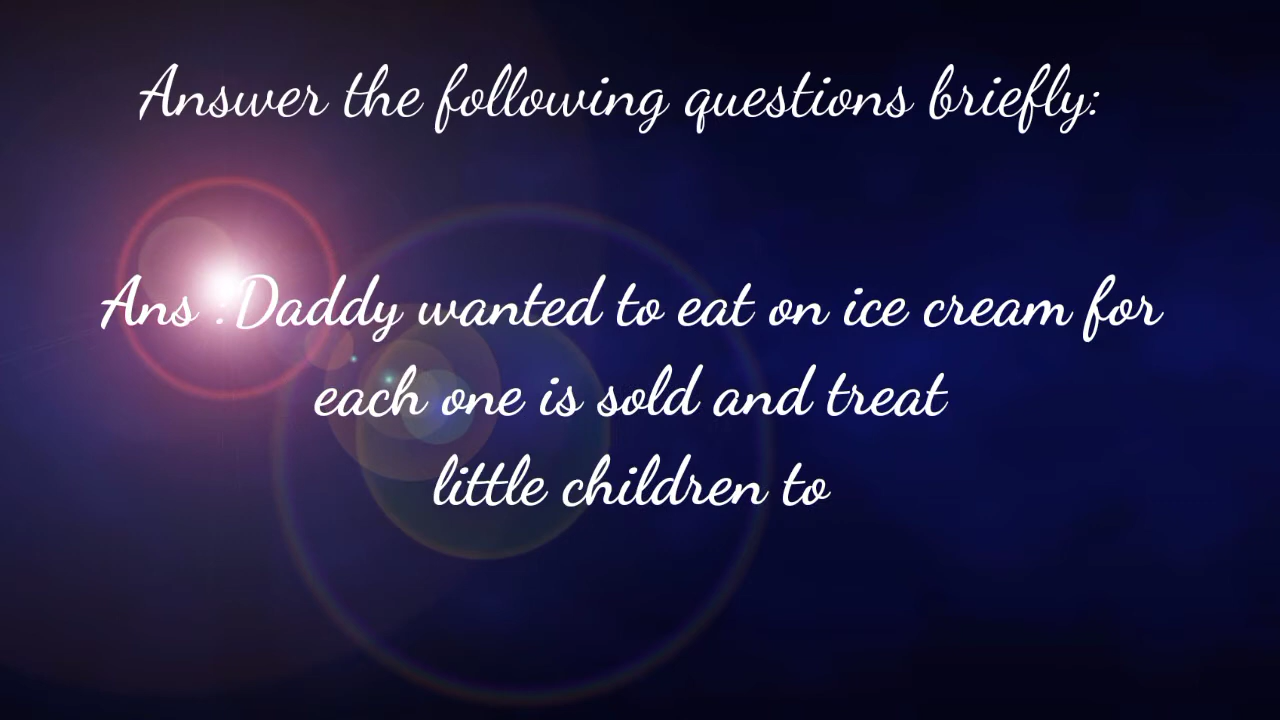 Answer the following questions briefly:
Ans :Daddy wanted to eat on ice cream for
each one is sold and treat
little children to